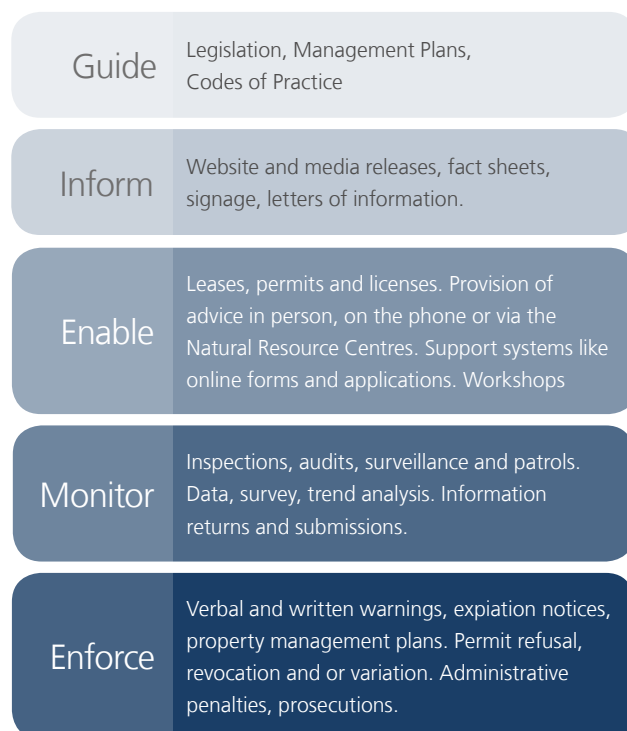 Guide
Legislation, Management Plans,
Codes of Practice
Inform
Website and media releases, fact sheets,
signage, letters of information.
Enable
Leases, permits and licenses. Provision of
advice in person, on the phone or via the
Natural Resource Centres. Support systems like
online forms and applications. Workshops
Monitor
Inspections, audits, surveillance and patrols.
Data, survey, trend analysis. Information
returns and submissions.
Enforce
Verbal and written warnings, expiation notices,
property management plans. Permit refusal,
revocation and or variation. Administrative
penalties, prosecutions.